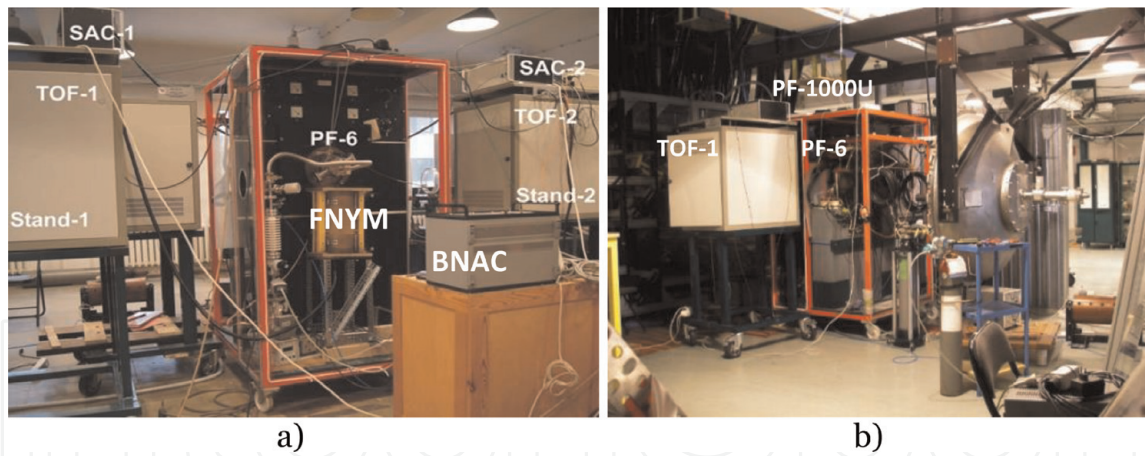 SAC-1
TOF-1
PF-6
Stand-1
FNYM
BNAC
SAC-2
TOF-2
Stand-2
a)
PF-1000U
TOF-1
PF-6
b)